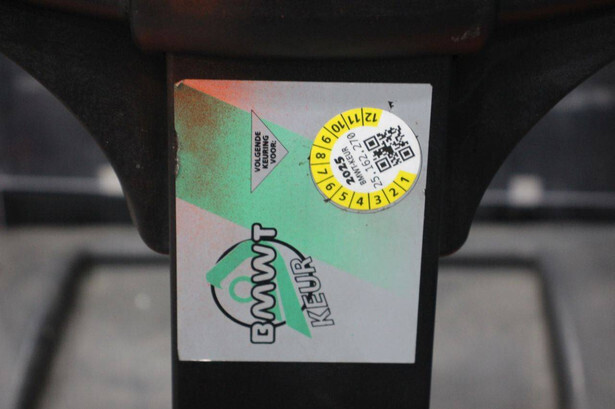 VOLGENDE
KEURING
VOOR:
12 11 10 9 8 7 6 5 4 3 2 1
2025
BMWT-KEUR
25.162.270
BMWT
KEUR